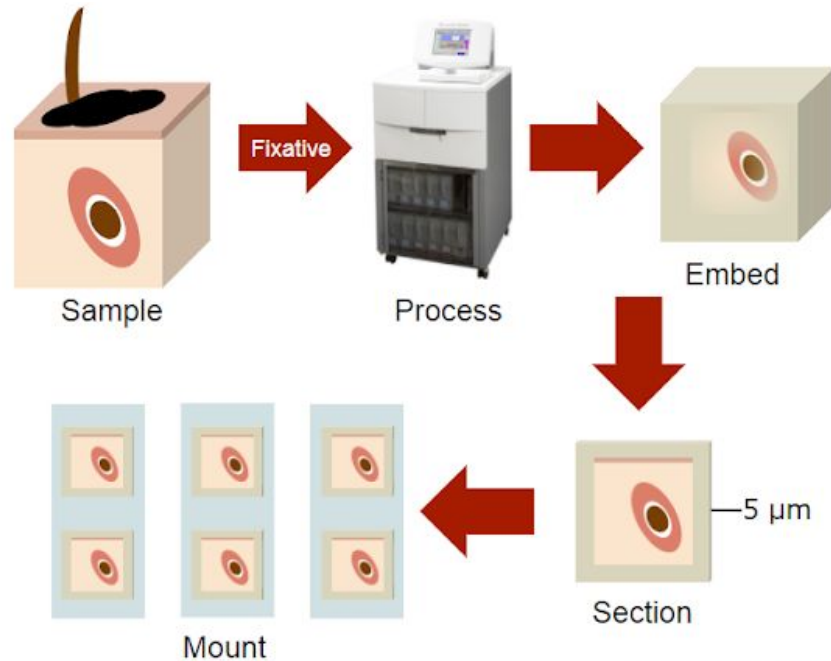 Fixative
Sample
Process
Embed
5 μm
Section
Mount